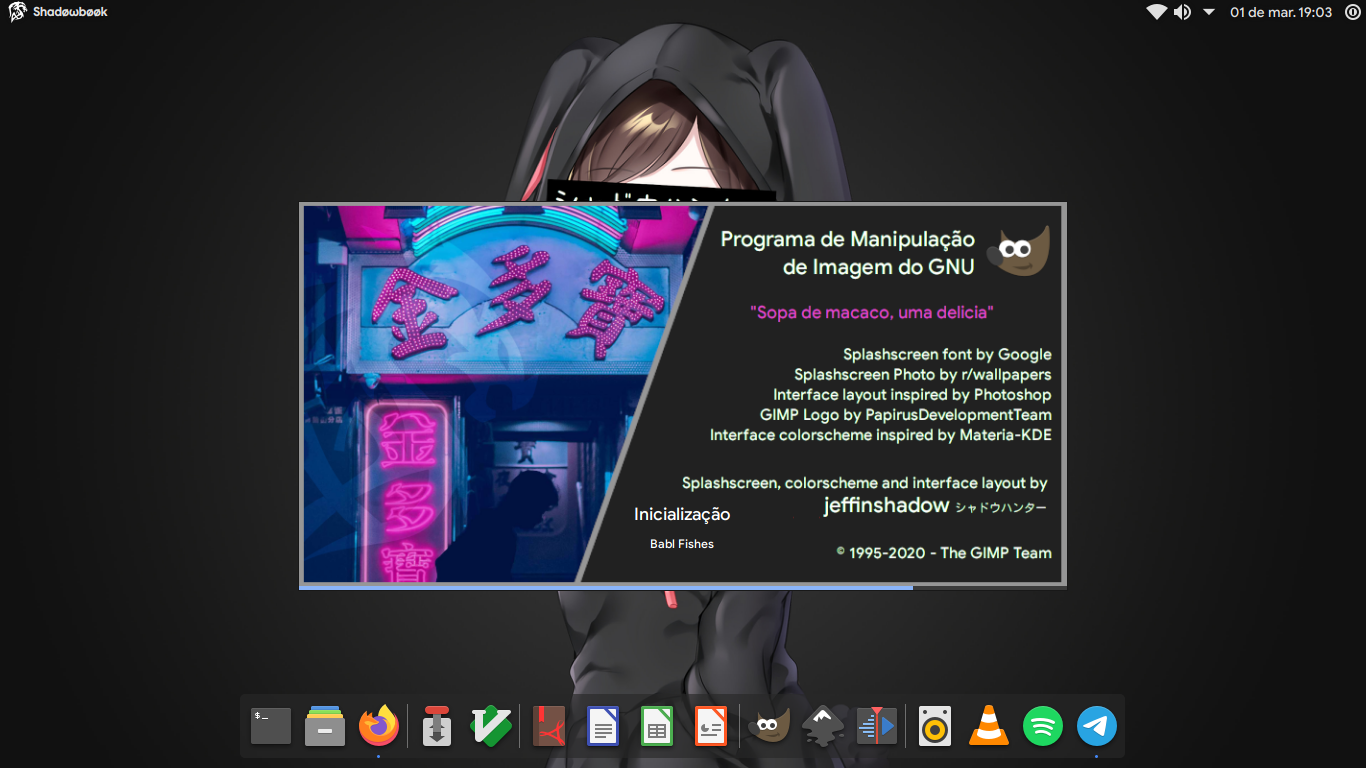 Shadøwbøøk
01 de mar. 19:03
金多寶
金
多
寶
Programa de Manipulação
de Imagem do GNU
"Sopa de macaco, uma delicia"
Splashscreen font by Google
Splashscreen Photo by r/wallpapers
Interface layout inspired by Photoshop
GIMP Logo by PapirusDevelopmentTeam
Interface colorscheme inspired by Materia-KDE
Splashscreen, colorscheme and interface layout by
jeffinshadow シャドウハンター
Inicialização
Babl Fishes
© 1995-2020 - The GIMP Team
$_